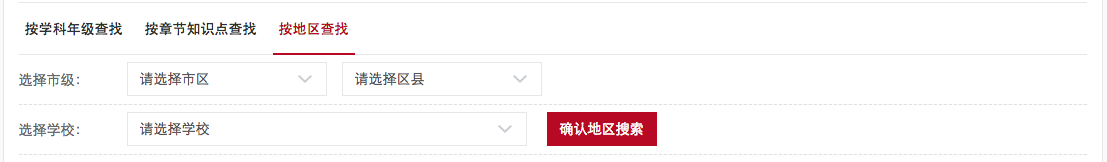 按学科年级查找 按章节知识点查找 按地区查找
选择市级： 请选择市区 请选择区县
选择学校： 请选择学校 确认地区搜索